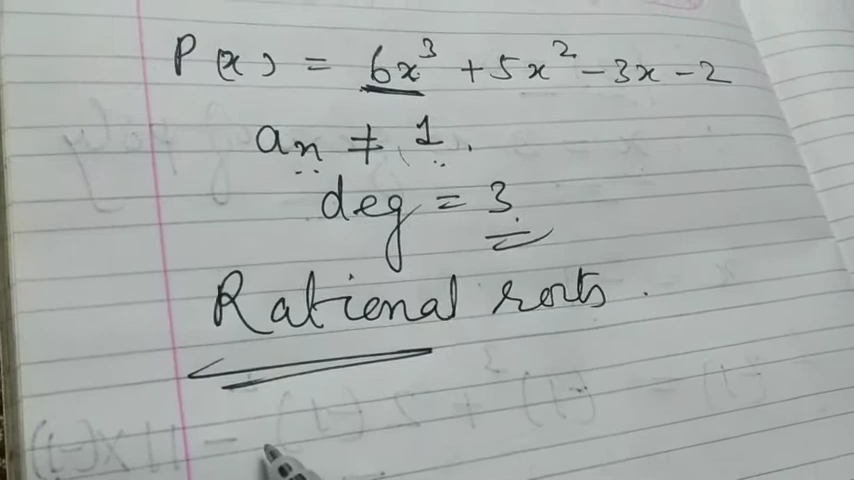 P(x) = 6x³ + 5x² - 3x - 2
aₙ ≠ 1.
deg = 3
Rational roots.